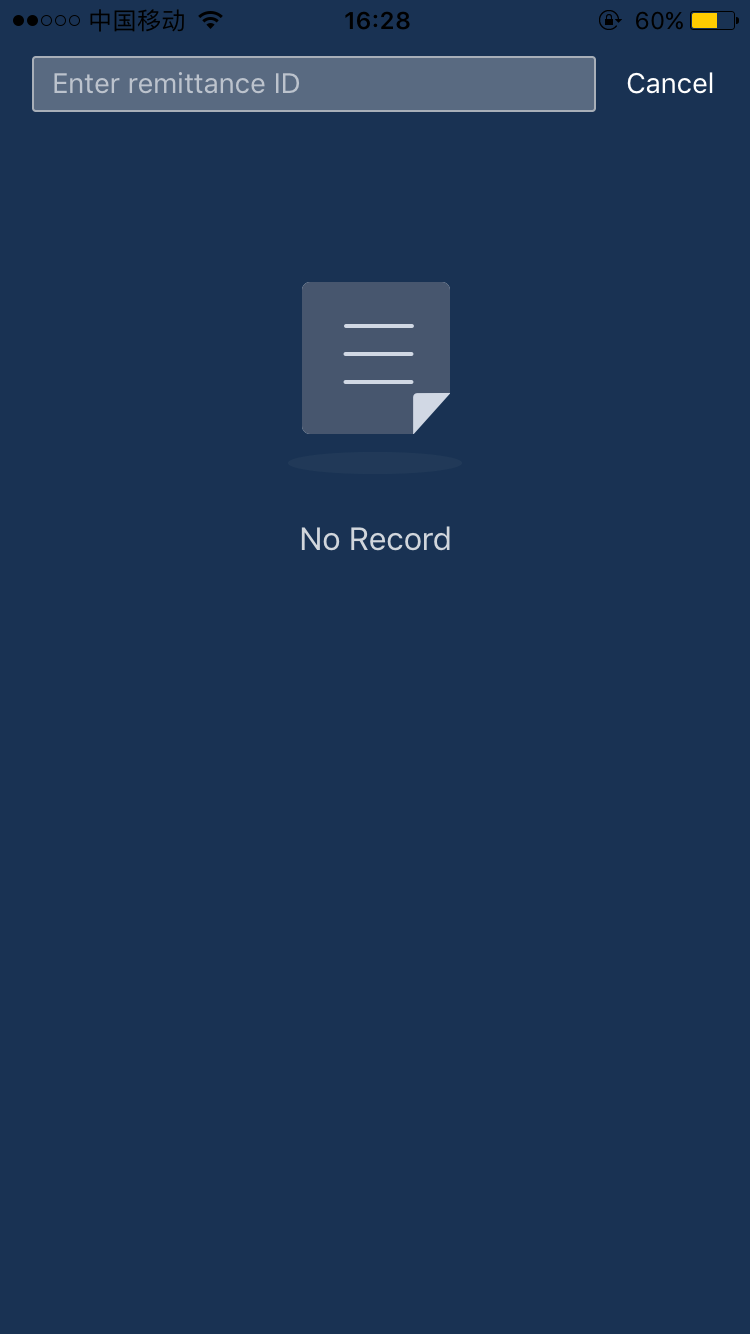 中国移动 16:28 60%
Enter remittance ID Cancel
No Record